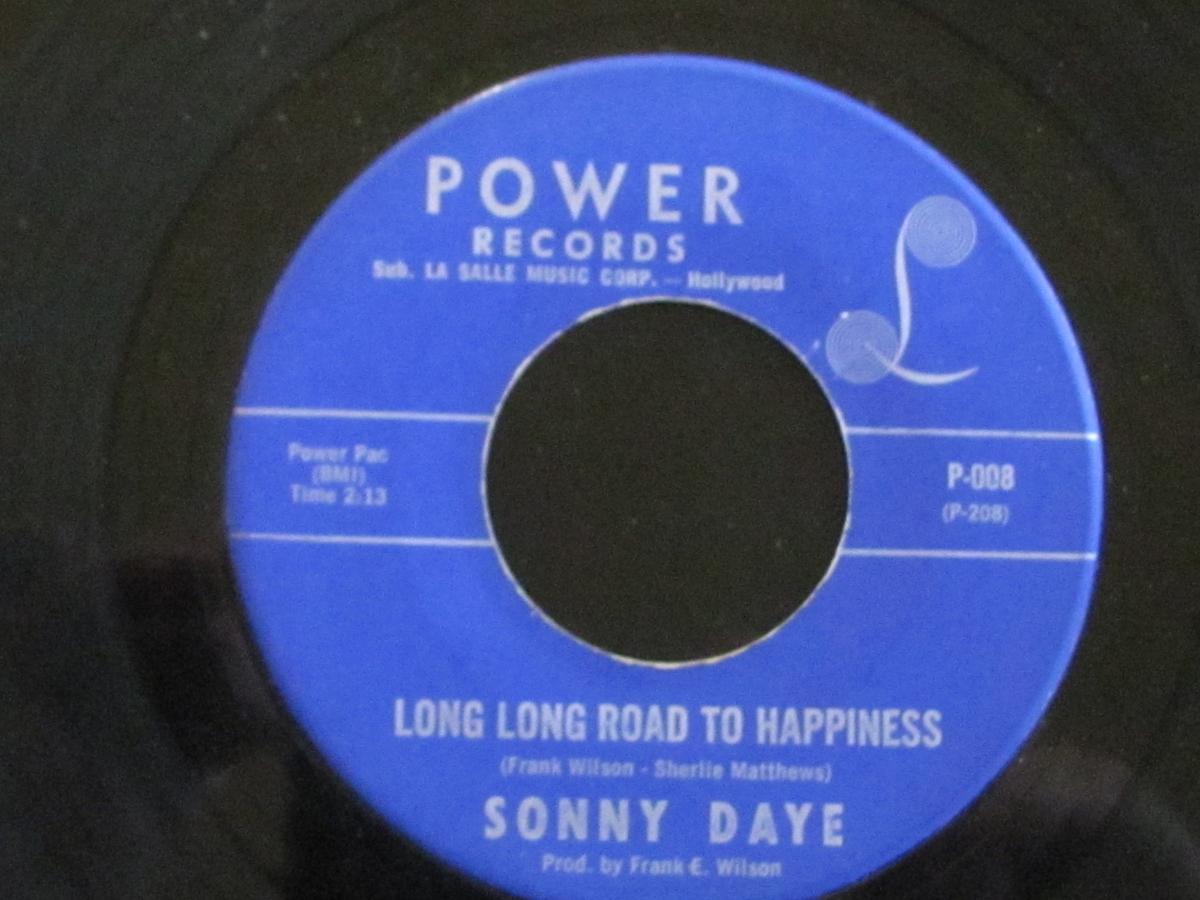 POWER
RECORDS
Sub. LA SALLE MUSIC CORP. — Hollywood
Power Pac
(BMI)
Time 2:13
P-008
(P-208)
LONG LONG ROAD TO HAPPINESS
(Frank Wilson - Sherlie Matthews)
SONNY DAYE
Prod. by Frank E. Wilson